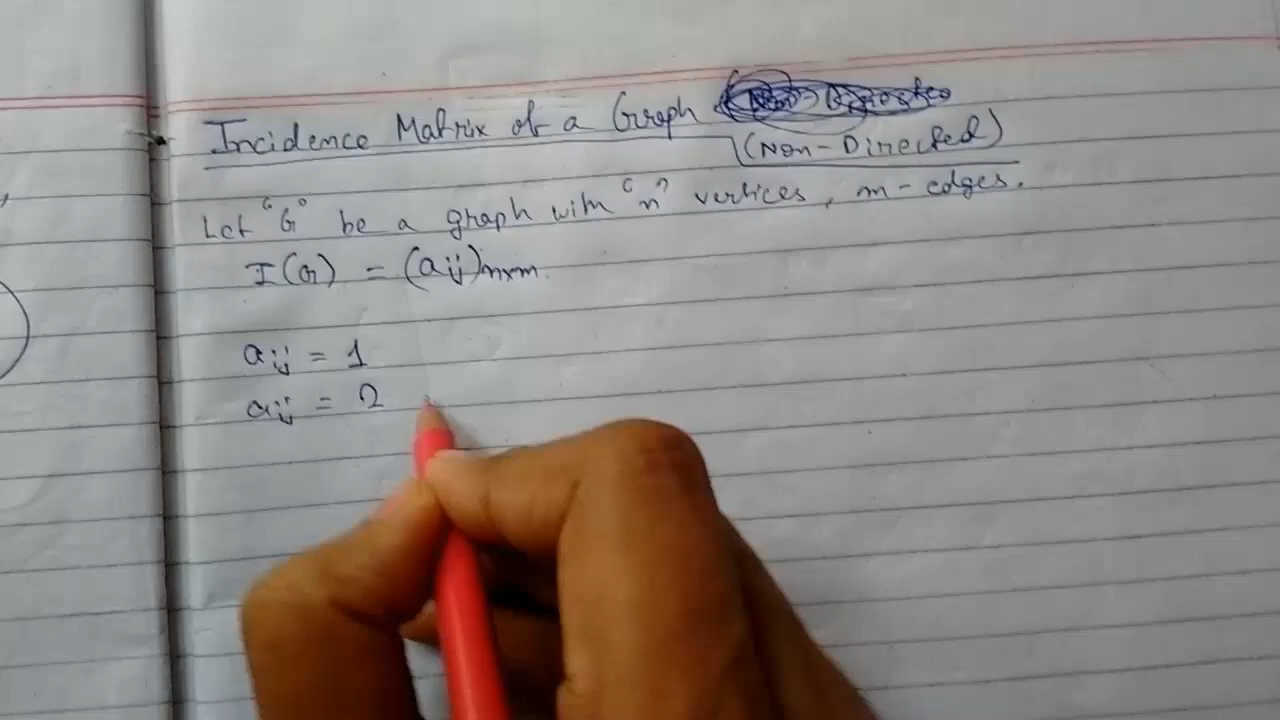 Incidence Matrix of a Graph
(Non-Directed)
Let "G" be a graph with "n" vertices, m-edges.
I(G) = (aij)n×m.
aij = 1
aij = 2